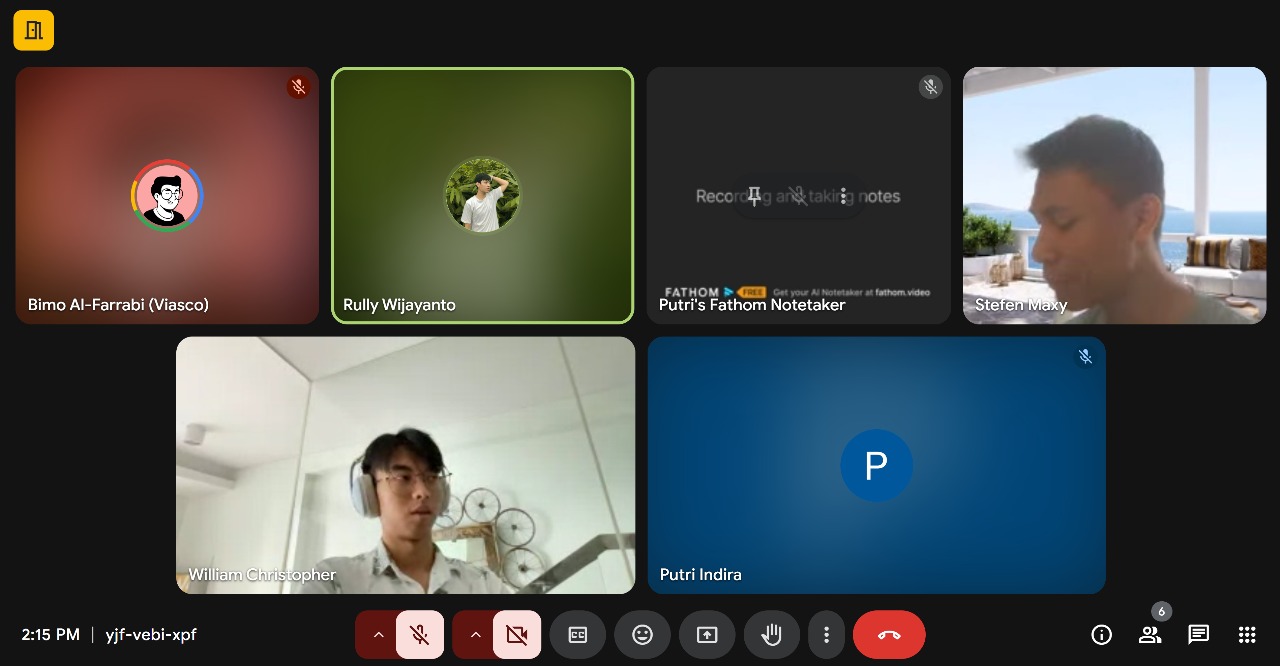 Bimo Al-Farrabi (Viasco)
Rully Wijayanto
Recording and taking notes
FATHOM FREE Get your AI Notetaker at fathom.video
Putri's Fathom Notetaker
Stefen Maxy
William Christopher
P
Putri Indira
6
2:15 PM | yjf-vebi-xpf
CC